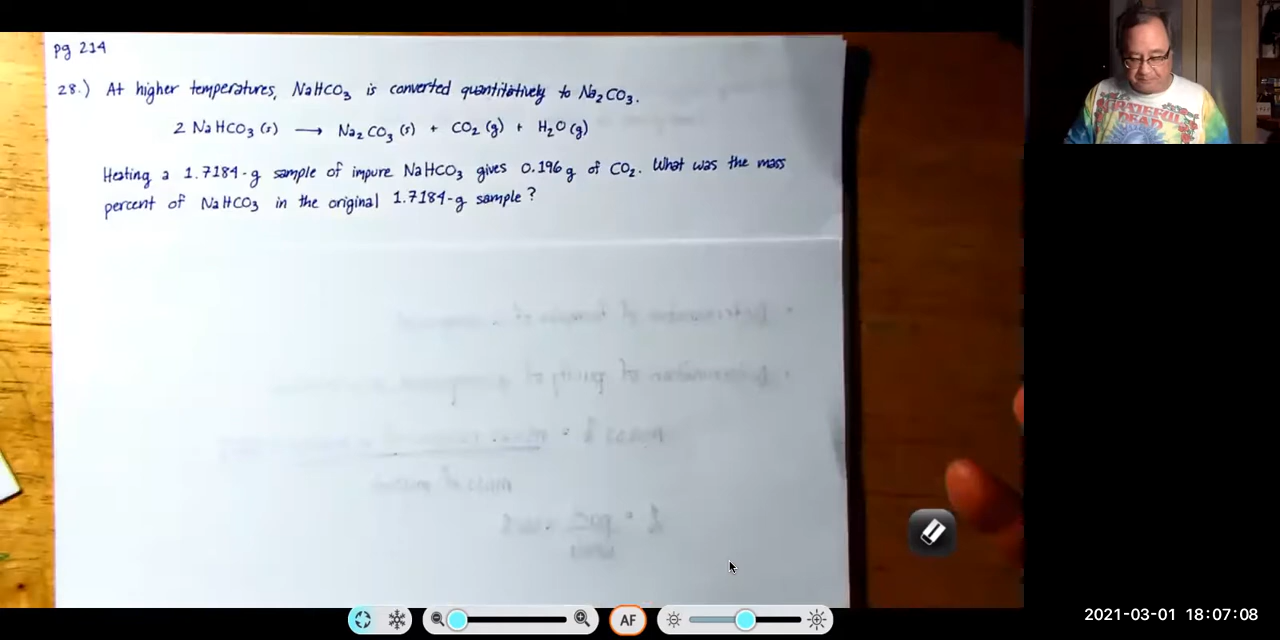 pg 214
28.) At higher temperatures, NaHCO₃ is converted quantitatively to Na₂CO₃.
2 NaHCO₃ (s) → Na₂CO₃ (s) + CO₂ (g) + H₂O (g)
Heating a 1.7184-g sample of impure NaHCO₃ gives 0.196 g of CO₂. What was the mass
percent of NaHCO₃ in the original 1.7184-g sample?
GRATEFUL
DEAD
AF
2021-03-01 18:07:08